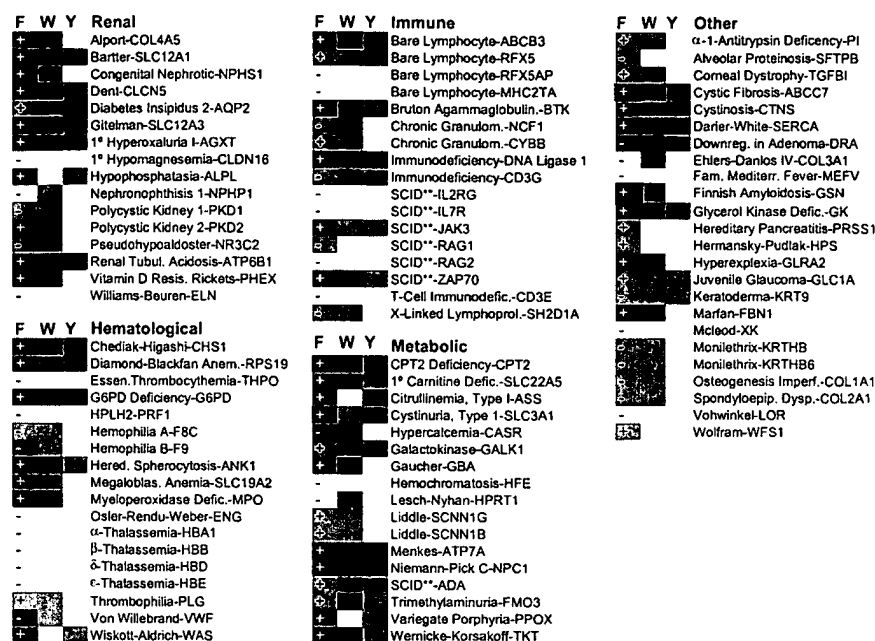 F W Y Renal
+ Alport-COL4A5
+ Bartter-SLC12A1
+ Congenital Nephrotic-NPHS1
+ Dent-CLCN5
Diabetes Insipidus 2-AQP2
+ Gitelman-SLC12A3
+ 1° Hyperoxaluria I-AGXT
- 1° Hypomagnesemia-CLDN16
+ Hypophosphatasia-ALPL
- Nephronophthisis 1-NPHP1
Polycystic Kidney 1-PKD1
+ Polycystic Kidney 2-PKD2
Pseudohypoaldoster-NR3C2
+ Renal Tubul. Acidosis-ATP6B1
+ Vitamin D Resis. Rickets-PHEX
- Williams-Beuren-ELN
F W Y Hematological
+ Chediak-Higashi-CHS1
+ Diamond-Blackfan Anem.-RPS19
- Essen.Thrombocythemia-THPO
+ G6PD Deficiency-G6PD
- HPLH2-PRF1
Hemophilia A-F8C
Hemophilia B-F9
+ Hered. Spherocytosis-ANK1
+ Megaloblas. Anemia-SLC19A2
+ Myeloperoxidase Defic.-MPO
- Osler-Rendu-Weber-ENG
- α-Thalassemia-HBA1
- β-Thalassemia-HBB
- δ-Thalassemia-HBD
- ε-Thalassemia-HBE
+ Thrombophilia-PLG
- Von Willebrand-VWF
+ Wiskott-Aldrich-WAS
F W Y Immune
+ Bare Lymphocyte-ABCB3
Bare Lymphocyte-RFX5
- Bare Lymphocyte-RFX5AP
- Bare Lymphocyte-MHC2TA
+ Bruton Agammaglobulin.-BTK
Chronic Granulom.-NCF1
Chronic Granulom.-CYBB
+ Immunodeficiency-DNA Ligase 1
Immunodeficiency-CD3G
- SCID**-IL2RG
- SCID**-IL7R
+ SCID**-JAK3
SCID**-RAG1
- SCID**-RAG2
+ SCID**-ZAP70
- T-Cell Immunodefic.-CD3E
X-Linked Lymphoprol.-SH2D1A
F W Y Metabolic
+ CPT2 Deficiency-CPT2
+ 1° Carnitine Defic.-SLC22A5
+ Citrullinemia, Type I-ASS
+ Cystinuria, Type 1-SLC3A1
- Hypercalcemia-CASR
Galactokinase-GALK1
+ Gaucher-GBA
- Hemochromatosis-HFE
- Lesch-Nyhan-HPRT1
Liddle-SCNN1G
Liddle-SCNN1B
+ Menkes-ATP7A
+ Niemann-Pick C-NPC1
SCID**-ADA
Trimethylaminuria-FMO3
+ Variegate Porphyria-PPOX
+ Wernicke-Korsakoff-TKT
F W Y Other
α-1-Antitrypsin Deficency-PI
Alveolar Proteinosis-SFTPB
Corneal Dystrophy-TGFBI
+ Cystic Fibrosis-ABCC7
+ Cystinosis-CTNS
+ Darier-White-SERCA
- Downreg. in Adenoma-DRA
- Ehlers-Danlos IV-COL3A1
- Fam. Mediterr. Fever-MEFV
+ Finnish Amyloidosis-GSN
+ Glycerol Kinase Defic.-GK
Hereditary Pancreatitis-PRSS1
Hermansky-Pudlak-HPS
+ Hyperexplexia-GLRA2
Juvenile Glaucoma-GLC1A
Keratoderma-KRT9
+ Marfan-FBN1
- Mcleod-XK
Monilethrix-KRTHB
Monilethrix-KRTHB6
Osteogenesis Imperf.-COL1A1
Spondyloepip. Dysp.-COL2A1
- Vohwinkel-LOR
Wolfram-WFS1